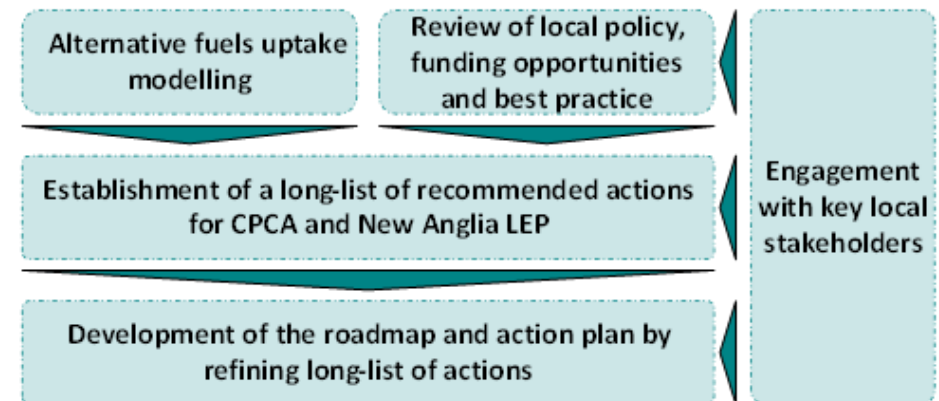 Alternative fuels uptake
modelling
Review of local policy,
funding opportunities
and best practice
Establishment of a long-list of recommended actions
for CPCA and New Anglia LEP
Development of the roadmap and action plan by
refining long-list of actions
Engagement
with key local
stakeholders